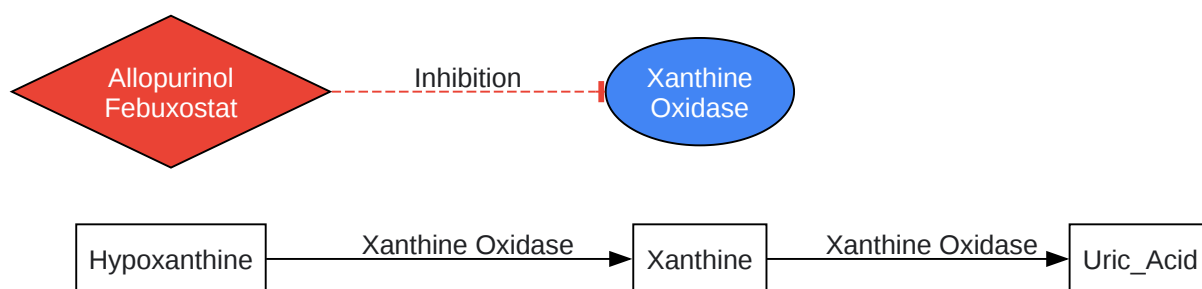 Allopurinol
Febuxostat
Inhibition
Xanthine
Oxidase
Hypoxanthine
Xanthine Oxidase
Xanthine
Xanthine Oxidase
Uric_Acid